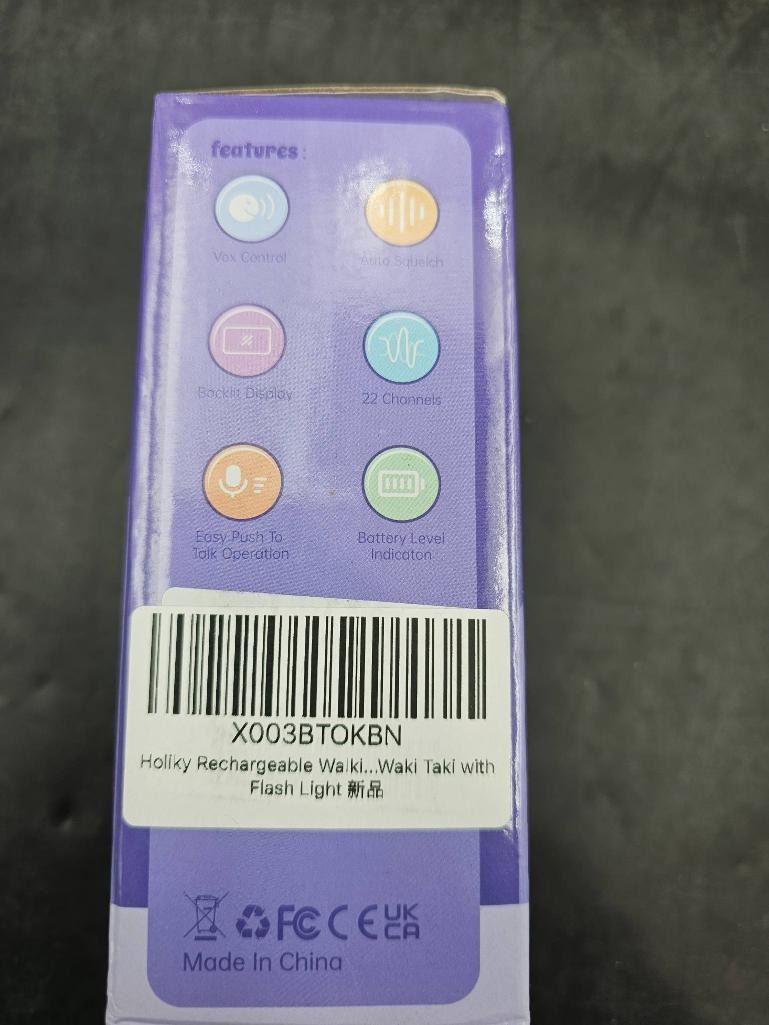 features:
Vox Control
Auto Squelch
Backlit Display
22 Channels
Easy Push To
Talk Operation
Battery Level
Indicaton
X003BTOKBN
Holiky Rechargeable Walki...Waki Taki with
Flash Light 新品
FC CE UK
CA
Made In China